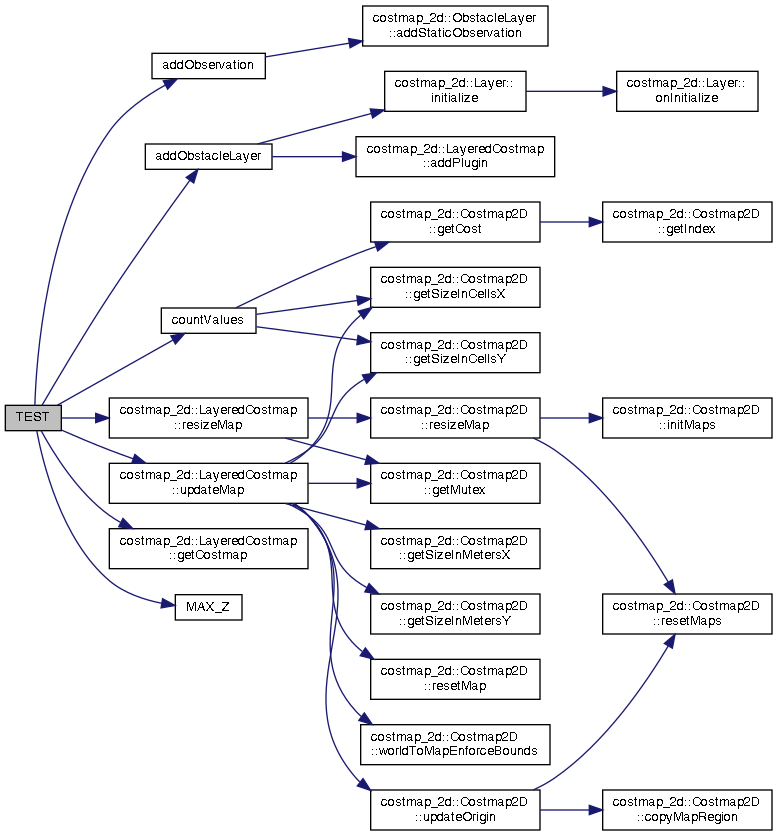 costmap_2d::ObstacleLayer
::addStaticObservation
addObservation
costmap_2d::Layer::
initialize
costmap_2d::Layer::
onInitialize
addObstacleLayer
costmap_2d::LayeredCostmap
::addPlugin
costmap_2d::Costmap2D
::getCost
costmap_2d::Costmap2D
::getIndex
costmap_2d::Costmap2D
::getSizeInCellsX
countValues
costmap_2d::Costmap2D
::getSizeInCellsY
TEST
costmap_2d::LayeredCostmap
::resizeMap
costmap_2d::Costmap2D
::resizeMap
costmap_2d::Costmap2D
::initMaps
costmap_2d::LayeredCostmap
::updateMap
costmap_2d::Costmap2D
::getMutex
costmap_2d::LayeredCostmap
::getCostmap
costmap_2d::Costmap2D
::getSizeInMetersX
MAX_Z
costmap_2d::Costmap2D
::getSizeInMetersY
costmap_2d::Costmap2D
::resetMaps
costmap_2d::Costmap2D
::resetMap
costmap_2d::Costmap2D
::worldToMapEnforceBounds
costmap_2d::Costmap2D
::updateOrigin
costmap_2d::Costmap2D
::copyMapRegion